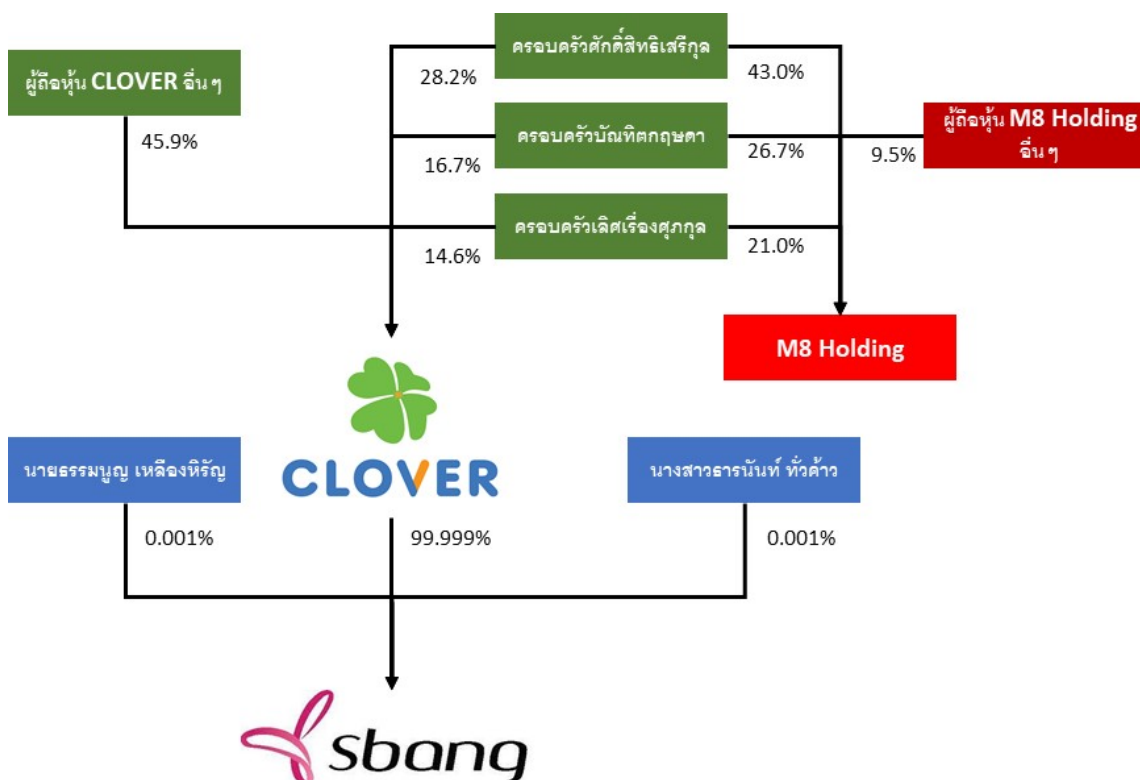 ครอบครัวศักดิ์สิทธิเสรีกุล
28.2%
43.0%
ผู้ถือหุ้น CLOVER อื่นๆ
45.9%
ครอบครัวบัณฑิตกฤษดา
16.7%
26.7%
9.5%
ผู้ถือหุ้น M8 Holding
อื่นๆ
ครอบครัวเลิศเรื่องศุภกุล
14.6%
21.0%
M8 Holding
นายธรรมนูญ เหลืองหิรัญ
CLOVER
นางสาวธารนันท์ ทั่วค้าว
0.001%
99.999%
0.001%
sbang